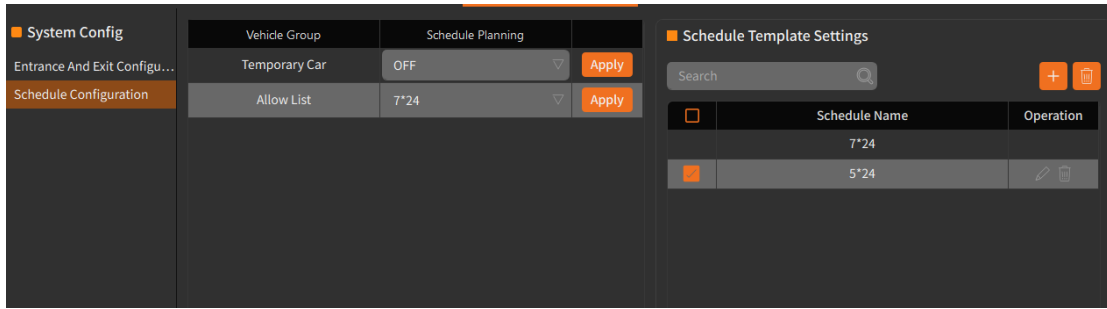 System Config
Entrance And Exit Configu...
Schedule Configuration
Vehicle Group Schedule Planning
Temporary Car OFF Apply
Allow List 7*24 Apply
Schedule Template Settings
Search
Schedule Name Operation
7*24
5*24